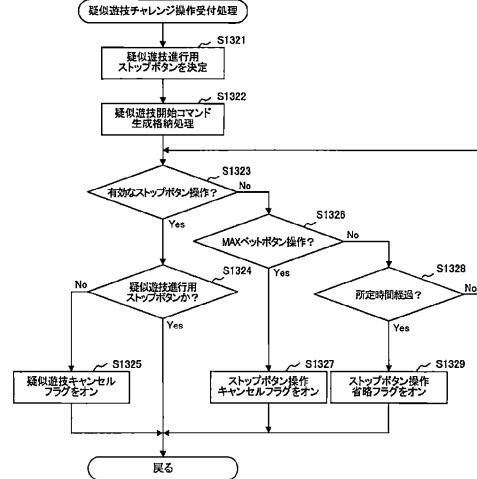 疑似遊技チャレンジ操作受付処理
S1321
疑似遊技進行用
ストップボタンを決定
S1322
疑似遊技開始コマンド
生成格納処理
S1323
有効なストップボタン操作?
No
Yes
S1326
MAXベットボタン操作?
No
Yes
S1324
疑似遊技進行用
ストップボタンか?
No
Yes
S1328
所定時間経過?
No
Yes
S1325
疑似遊技キャンセル
フラグをオン
S1327
ストップボタン操作
キャンセルフラグをオン
S1329
ストップボタン操作
省略フラグをオン
戻る